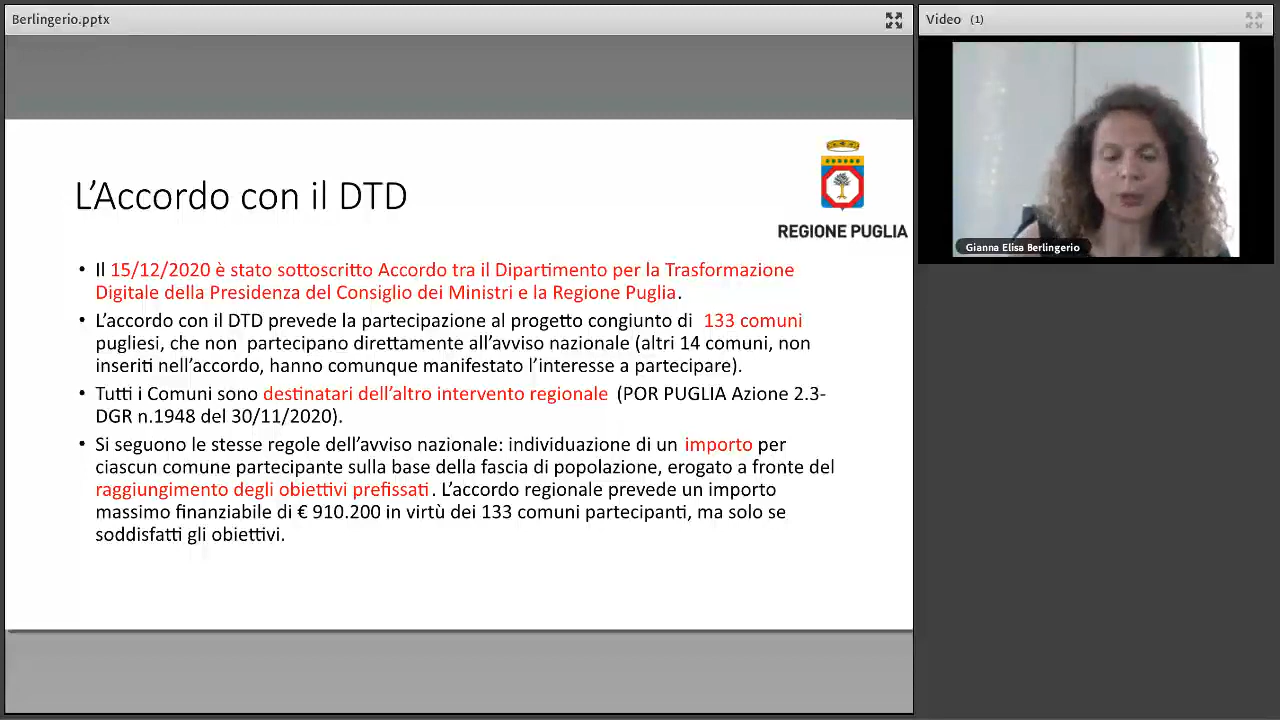 Berlingerio.pptx
Video (1)
L'Accordo con il DTD
REGIONE PUGLIA
Gianna Elisa Berlingerio
• Il 15/12/2020 è stato sottoscritto Accordo tra il Dipartimento per la Trasformazione
Digitale della Presidenza del Consiglio dei Ministri e la Regione Puglia.
• L'accordo con il DTD prevede la partecipazione al progetto congiunto di 133 comuni
pugliesi, che non partecipano direttamente all'avviso nazionale (altri 14 comuni, non
inseriti nell'accordo, hanno comunque manifestato l'interesse a partecipare).
• Tutti i Comuni sono destinatari dell'altro intervento regionale (POR PUGLIA Azione 2.3-
DGR n.1948 del 30/11/2020).
• Si seguono le stesse regole dell'avviso nazionale: individuazione di un importo per
ciascun comune partecipante sulla base della fascia di popolazione, erogato a fronte del
raggiungimento degli obiettivi prefissati. L'accordo regionale prevede un importo
massimo finanziabile di € 910.200 in virtù dei 133 comuni partecipanti, ma solo se
soddisfatti gli obiettivi.